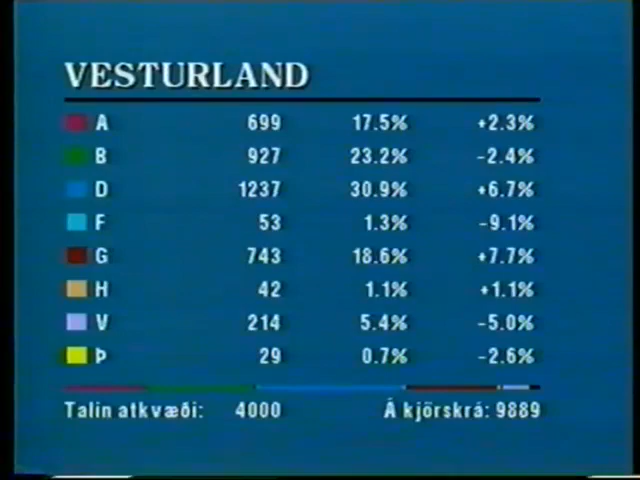 VESTURLAND
A 699 17.5% +2.3%
B 927 23.2% -2.4%
D 1237 30.9% +6.7%
F 53 1.3% -9.1%
G 743 18.6% +7.7%
H 42 1.1% +1.1%
V 214 5.4% -5.0%
Þ 29 0.7% -2.6%
Talin atkvæði: 4000 Á kjörskrá: 9889